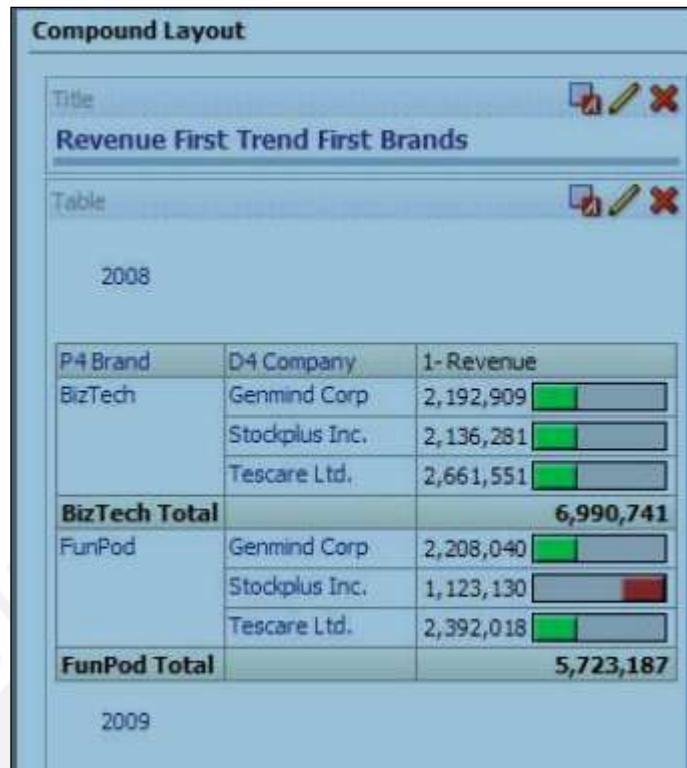 Compound Layout
Title
Revenue First Trend First Brands
Table
2008
P4 Brand D4 Company 1- Revenue
BizTech Genmind Corp 2,192,909
Stockplus Inc. 2,136,281
Tescare Ltd. 2,661,551
BizTech Total 6,990,741
FunPod Genmind Corp 2,208,040
Stockplus Inc. 1,123,130
Tescare Ltd. 2,392,018
FunPod Total 5,723,187
2009